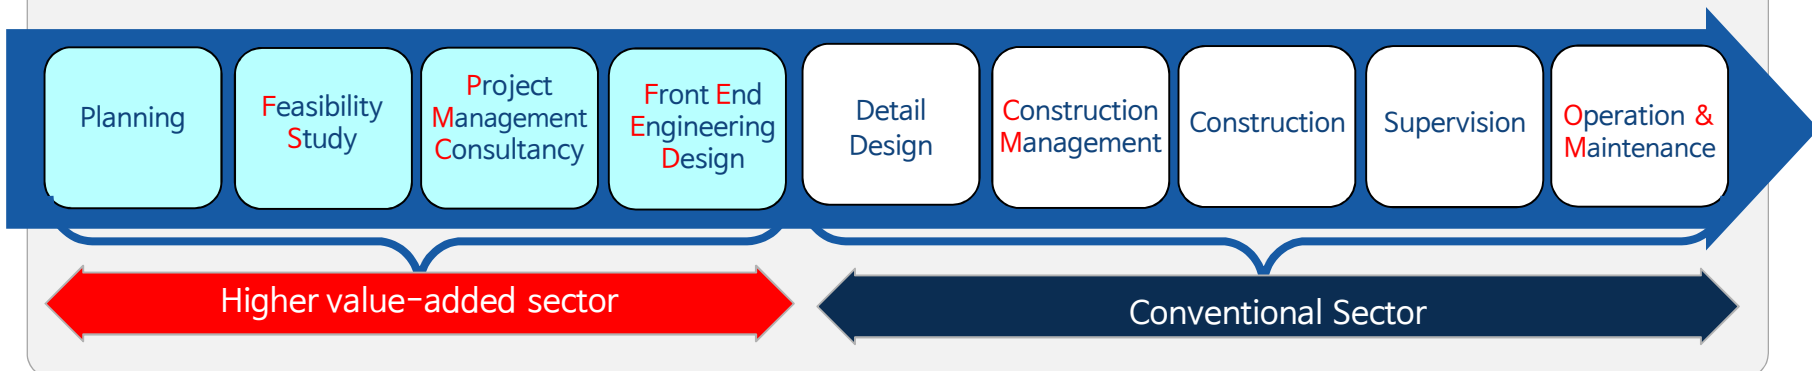 Planning
Feasibility
Study
Project
Management
Consultancy
Front End
Engineering
Design
Detail
Design
Construction
Management
Construction
Supervision
Operation &
Maintenance
Higher value-added sector
Conventional Sector